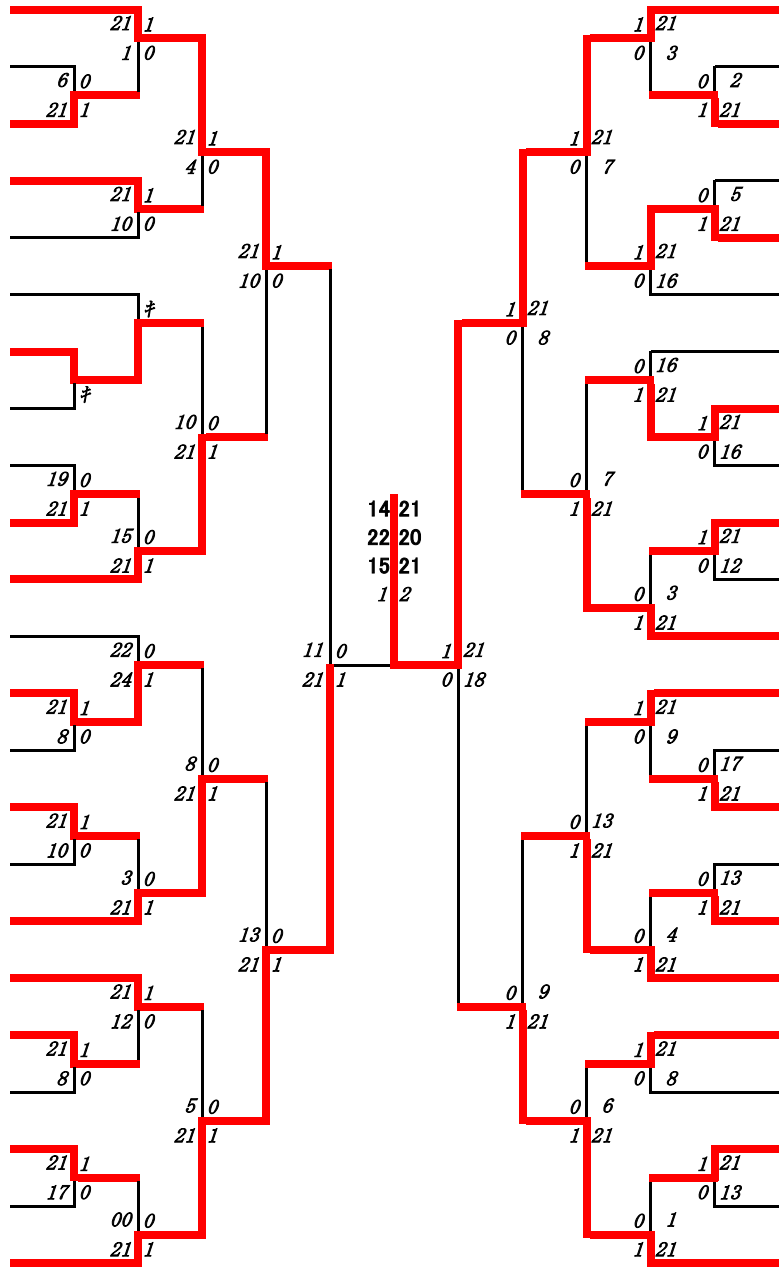 21 1 1 21
1 0 0 3
6 0 0 2
21 1 1 21
21 1 1 21
4 0 0 7
21 1 0 5
10 0 1 21
21 1 1 21
10 0 0 16
ｷ 1 21
0 8
0 16
ｷ 1 21
10 0 1 21
21 1 0 16
19 0 0 7
21 1 14 21 1 21
15 0 22 20 1 21
21 1 15 21 0 12
1 2 0 3
1 21
22 0 11 0 1 21
24 1 21 1 0 18
21 1 1 21
8 0 0 9
8 0 0 17
21 1 1 21
21 1 0 13
10 0 1 21
3 0 0 13
21 1 1 21
13 0 0 4
21 1 1 21
21 1 0 9
12 0 1 21
21 1 1 21
8 0 0 8
5 0 0 6
21 1 1 21
21 1 1 21
17 0 0 13
00 0 0 1
21 1 1 21